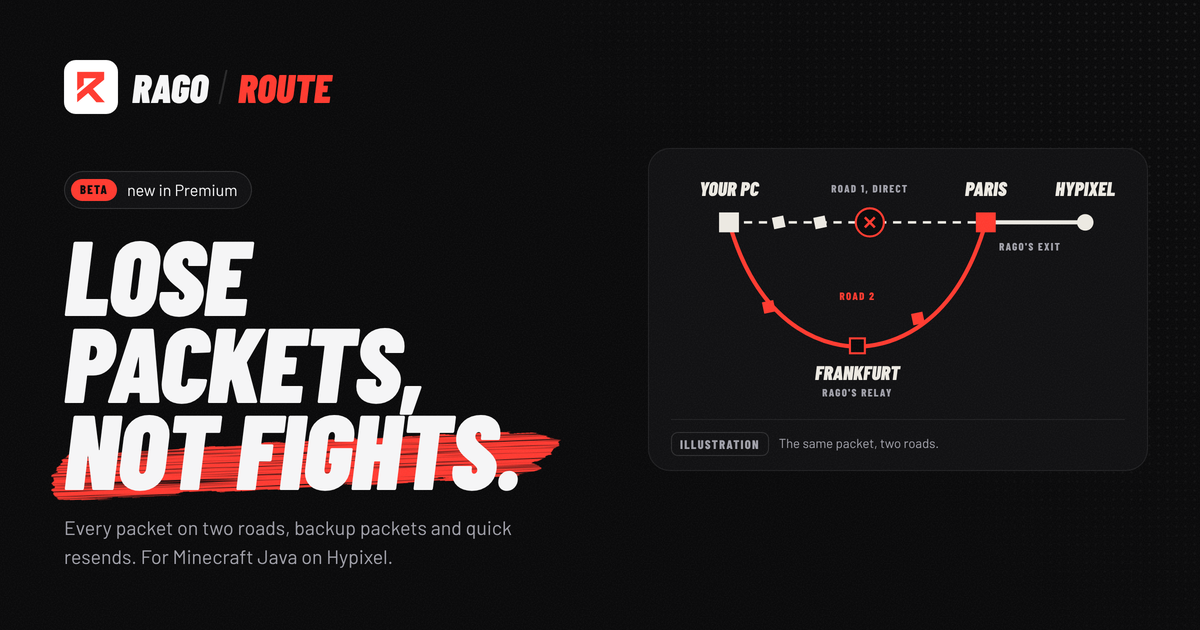 RAGO / ROUTE
BETA new in Premium
LOSE
PACKETS,
NOT FIGHTS.
Every packet on two roads, backup packets and quick
resends. For Minecraft Java on Hypixel.
YOUR PC ROAD 1, DIRECT PARIS HYPIXEL
RAGO'S EXIT
ROAD 2
FRANKFURT
RAGO'S RELAY
ILLUSTRATION The same packet, two roads.